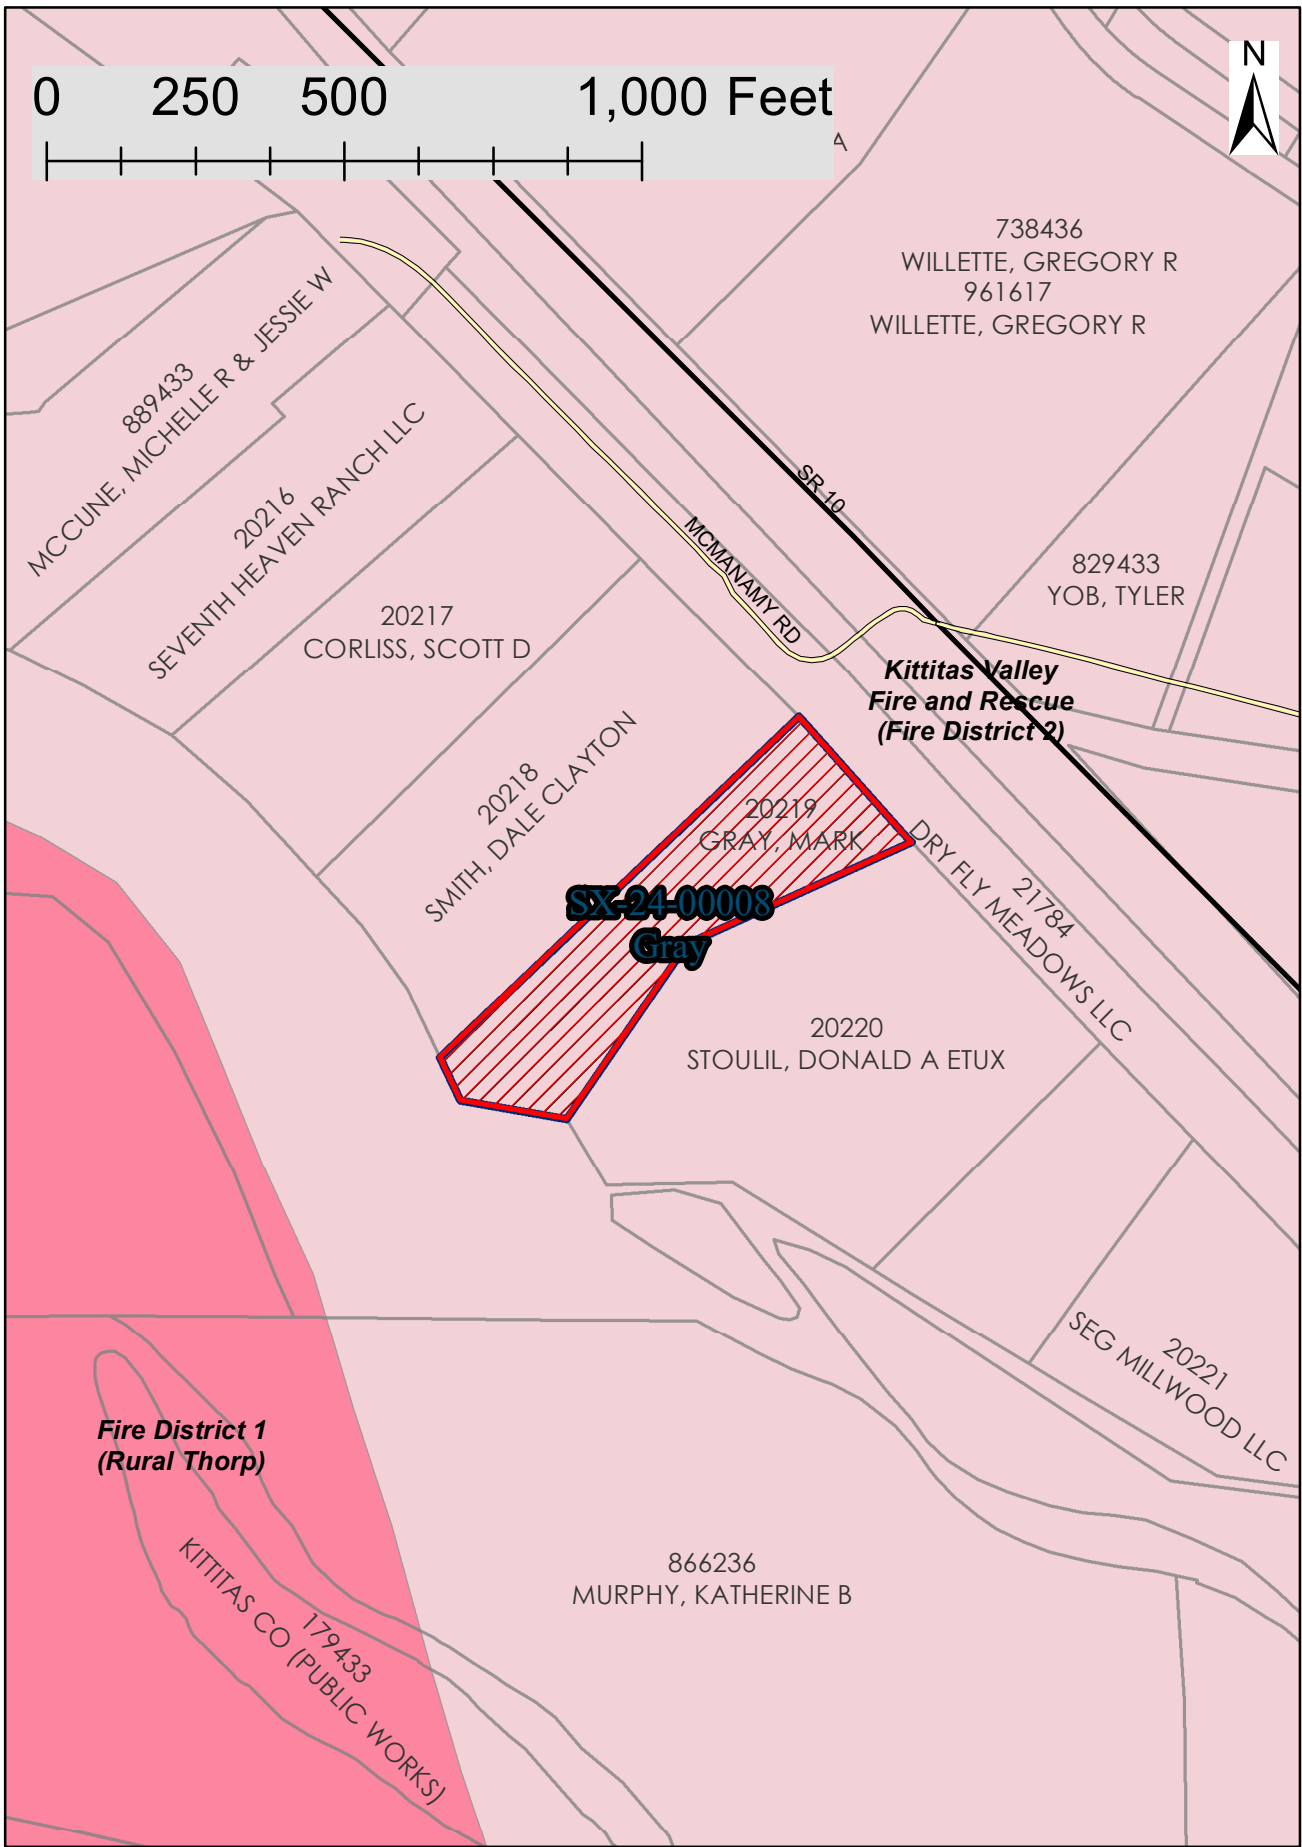 0 250 500 1,000 Feet
N
A
738436
WILLETTE, GREGORY R
961617
WILLETTE, GREGORY R
889433
MCCUNE, MICHELLE R & JESSIE W
20216
SEVENTH HEAVEN RANCH LLC
SR 10
MCMANAMY RD
829433
YOB, TYLER
20217
CORLISS, SCOTT D
Kittitas Valley
Fire and Rescue
(Fire District 2)
20218
SMITH, DALE CLAYTON
20219
GRAY, MARK
SX-24-00008
Gray
21784
DRY FLY MEADOWS LLC
20220
STOULIL, DONALD A ETUX
20221
SEG MILLWOOD LLC
Fire District 1
(Rural Thorp)
866236
MURPHY, KATHERINE B
179433
KITTITAS CO (PUBLIC WORKS)